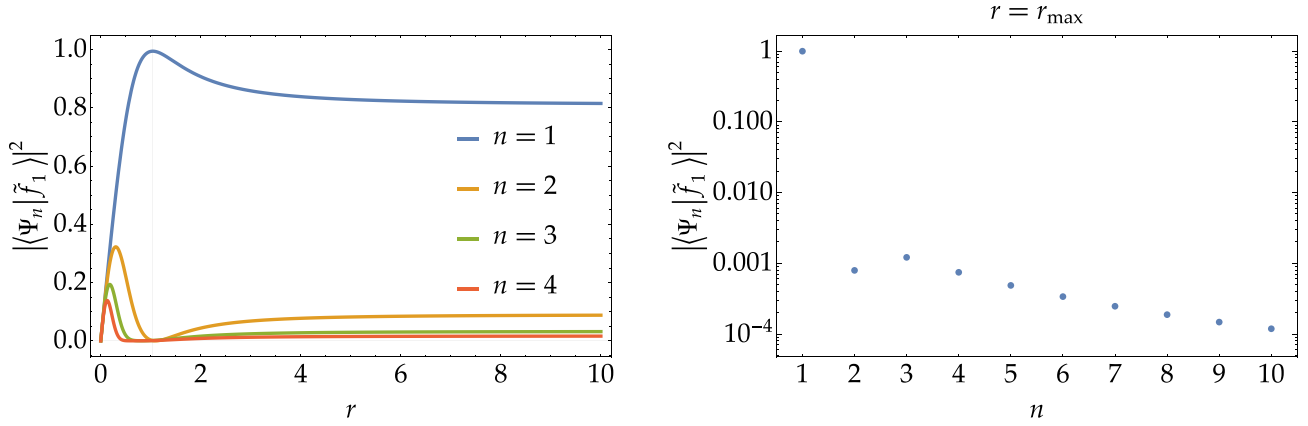 |⟨Ψ_n|f̃_1⟩|^2
1.0
0.8
0.6
0.4
0.2
0.0
n = 1
n = 2
n = 3
n = 4
0 2 4 6 8 10
r
r = r_max
|⟨Ψ_n|f̃_1⟩|^2
1
0.100
0.010
0.001
10^-4
1 2 3 4 5 6 7 8 9 10
n